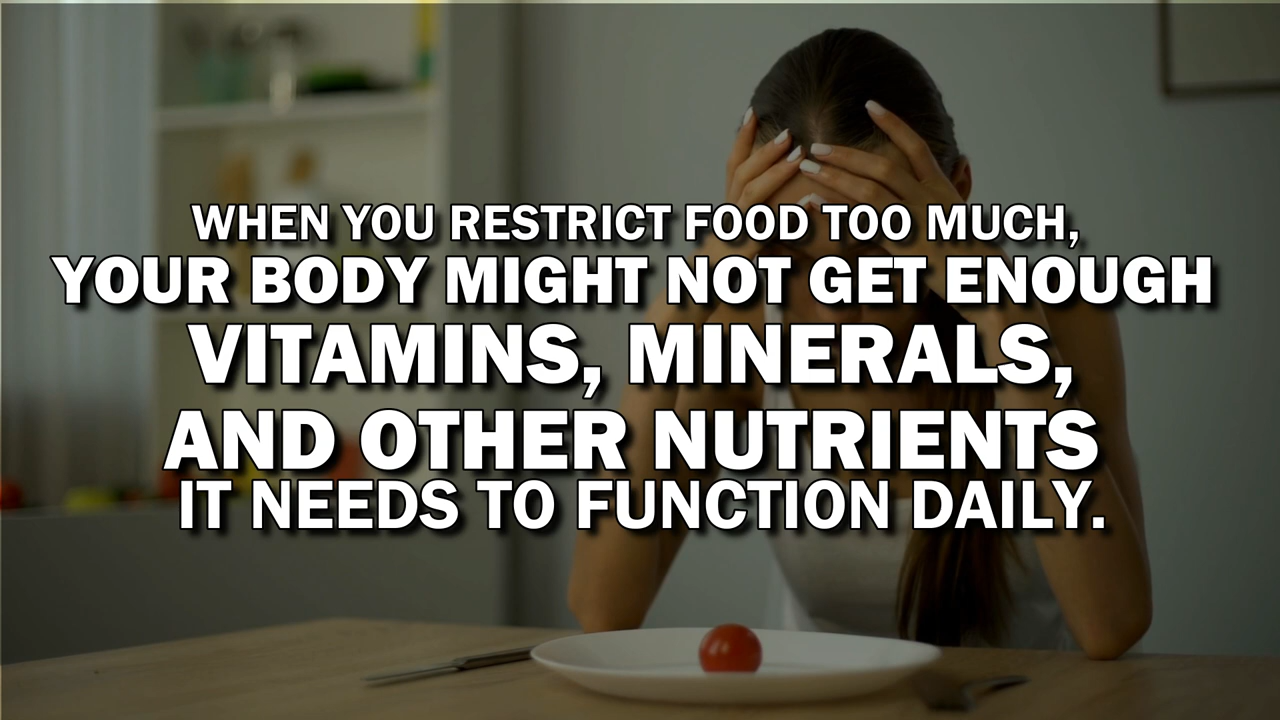 WHEN YOU RESTRICT FOOD TOO MUCH,
YOUR BODY MIGHT NOT GET ENOUGH
VITAMINS, MINERALS,
AND OTHER NUTRIENTS
IT NEEDS TO FUNCTION DAILY.